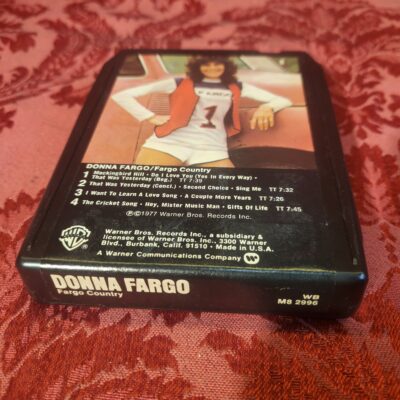 1
DONNA FARGO/Fargo Country
1 Mockingbird Hill • Do I Love You (Yes In Every Way) •
That Was Yesterday (Beg.) TT 7:39
2 That Was Yesterday (Concl.) • Second Choice • Sing Me TT 7:32
3 I Want To Learn A Love Song • A Couple More Years TT 7:26
4 The Cricket Song • Hey, Mister Music Man • Gifts Of Life TT 7:45
℗©1977 Warner Bros. Records Inc.
Warner Bros. Records Inc., a subsidiary &
licensee of Warner Bros. Inc., 3300 Warner
Blvd., Burbank, Calif. 91510 • Made in U.S.A.
A Warner Communications Company
DONNA FARGO
Fargo Country
WB
M8 2996